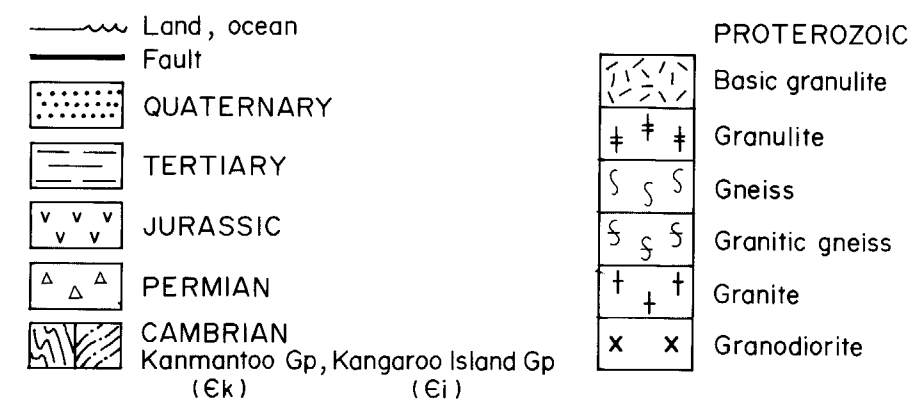 Land, ocean
Fault
QUATERNARY
TERTIARY
JURASSIC
PERMIAN
CAMBRIAN
Kanmantoo Gp, Kangaroo Island Gp
(Єk) (Єi)
PROTEROZOIC
Basic granulite
Granulite
Gneiss
Granitic gneiss
Granite
Granodiorite